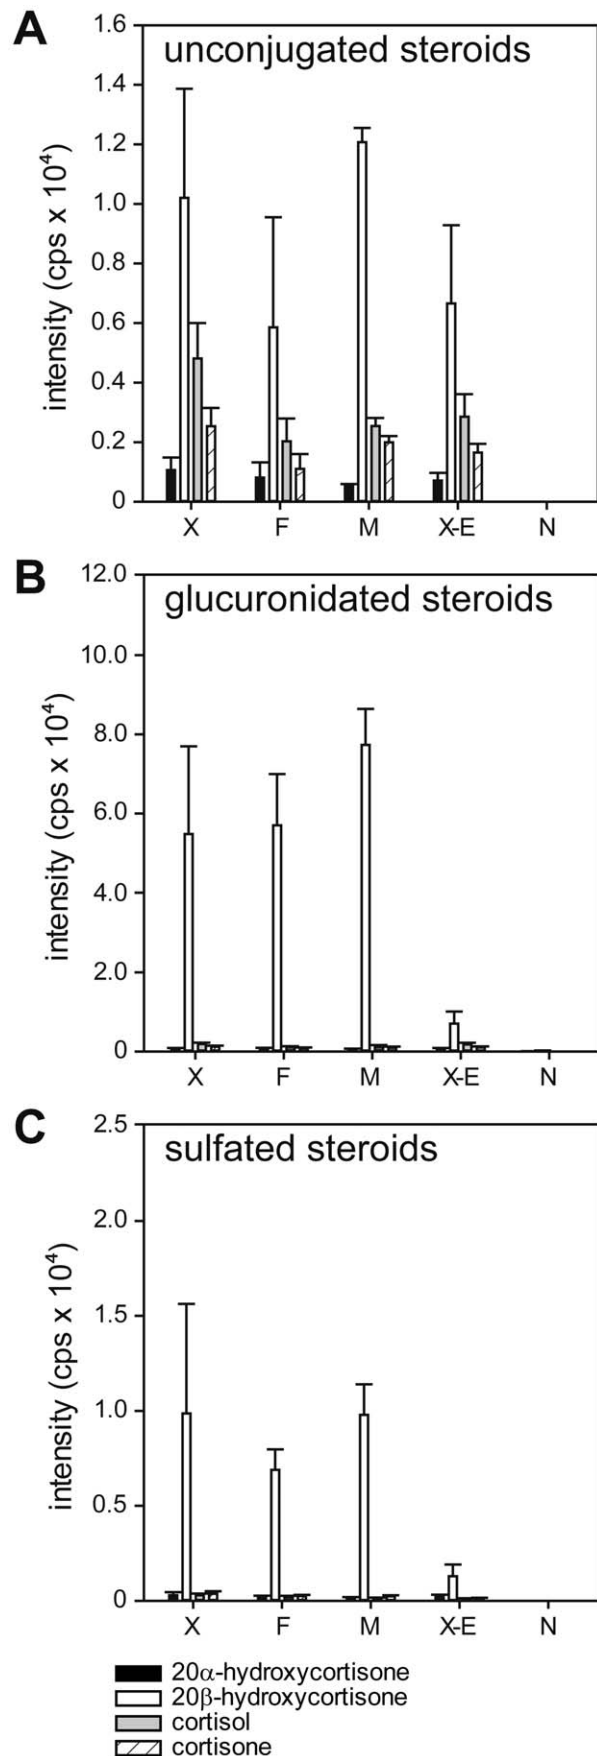 A
unconjugated steroids
intensity (cps x 10⁴)
1.6
1.4
1.2
1.0
0.8
0.6
0.4
0.2
0
X F M X-E N
B
glucuronidated steroids
intensity (cps x 10⁴)
12.0
10.0
8.0
6.0
4.0
2.0
0
X F M X-E N
C
sulfated steroids
intensity (cps x 10⁴)
2.5
2.0
1.5
1.0
0.5
0
X F M X-E N
20α-hydroxycortisone
20β-hydroxycortisone
cortisol
cortisone